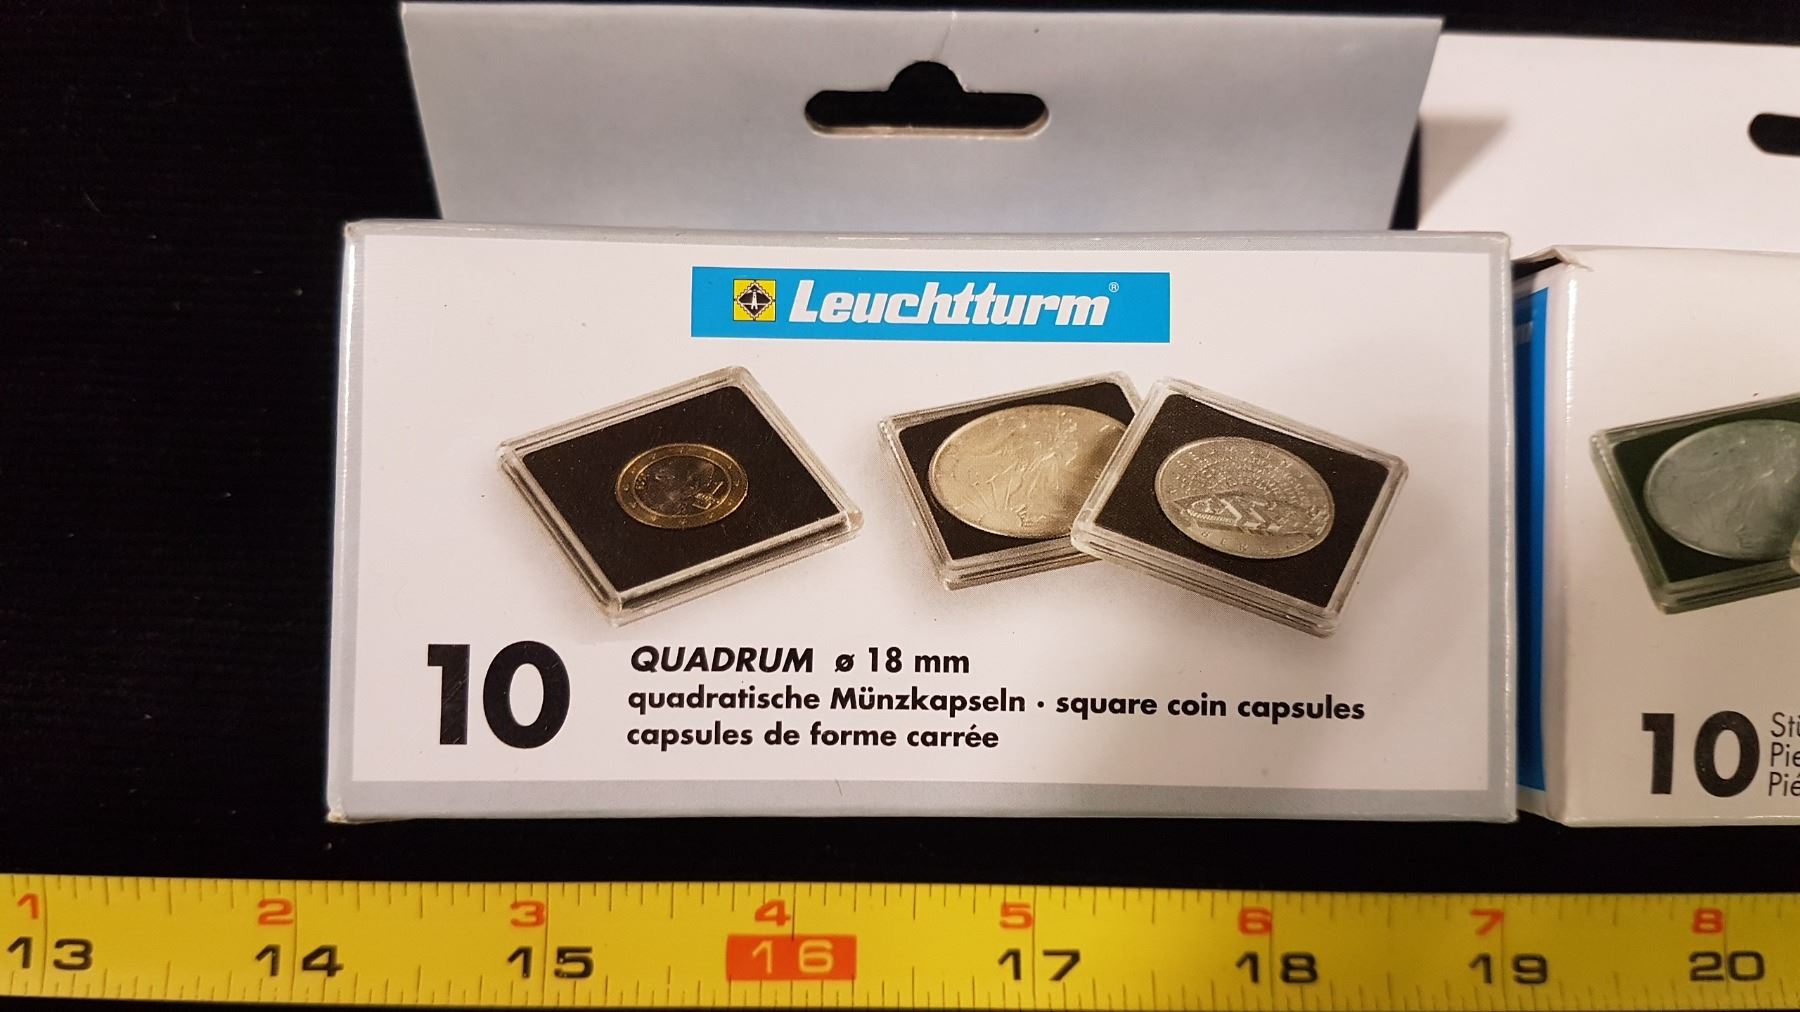 Leuchtturm®
10
QUADRUM ø 18 mm
quadratische Münzkapseln · square coin capsules
capsules de forme carrée
10
1 2 3 4 5 6 7 8
13 14 15 16 17 18 19 20